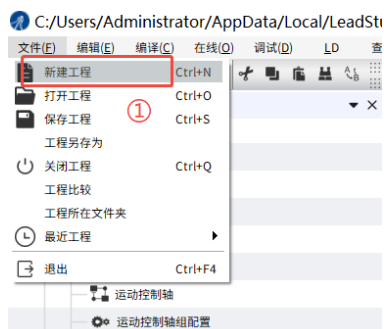 C:/Users/Administrator/AppData/Local/LeadStu
文件(F) 编辑(E) 编译(C) 在线(O) 调试(D) LD 查
新建工程 Ctrl+N
打开工程 Ctrl+O
①
保存工程 Ctrl+S
工程另存为
关闭工程 Ctrl+Q
工程比较
工程所在文件夹
最近工程
退出 Ctrl+F4
运动控制轴
运动控制轴组配置